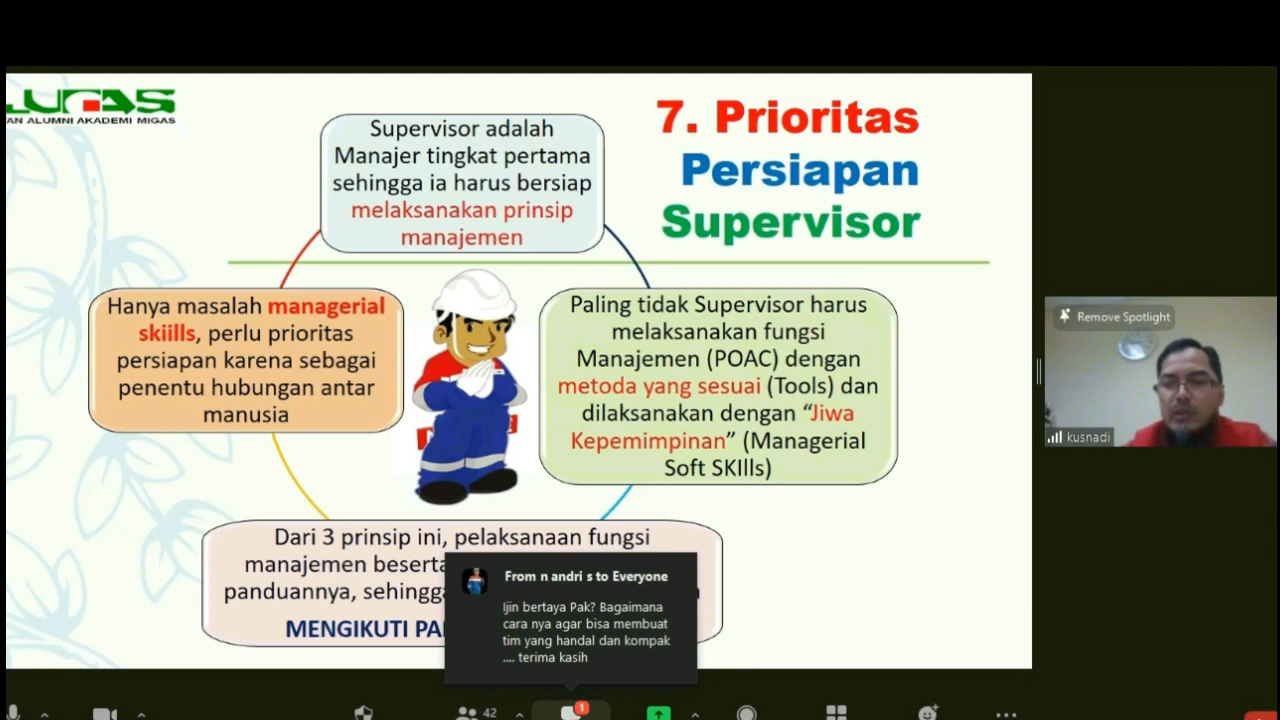 AN ALUMNI AKADEMI MIGAS
7. Prioritas
Persiapan
Supervisor
Supervisor adalah
Manajer tingkat pertama
sehingga ia harus bersiap
melaksanakan prinsip
manajemen
Hanya masalah managerial
skiills, perlu prioritas
persiapan karena sebagai
penentu hubungan antar
manusia
Paling tidak Supervisor harus
melaksanakan fungsi
Manajemen (POAC) dengan
metoda yang sesuai (Tools) dan
dilaksanakan dengan “Jiwa
Kepemimpinan” (Managerial
Soft SKIlls)
Dari 3 prinsip ini, pelaksanaan fungsi
manajemen beserta
panduannya, sehingga
MENGIKUTI
From n andri s to Everyone
Ijin bertaya Pak? Bagaimana
cara nya agar bisa membuat
tim yang handal dan kompak
.... terima kasih
Remove Spotlight
kusnadi
42
1